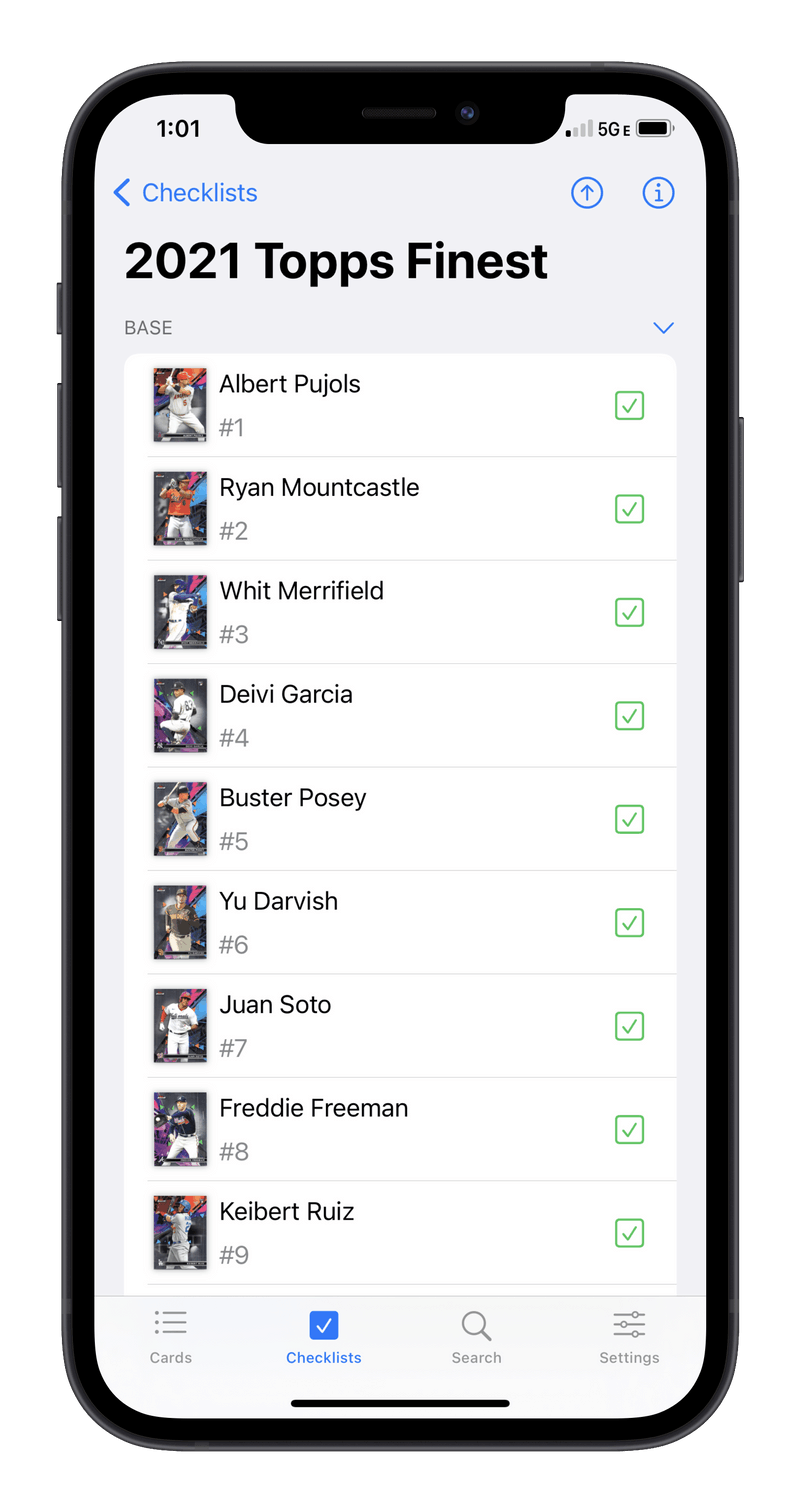 1:01
5G E
Checklists
2021 Topps Finest
BASE
Albert Pujols
#1
Ryan Mountcastle
#2
Whit Merrifield
#3
Deivi Garcia
#4
Buster Posey
#5
Yu Darvish
#6
Juan Soto
#7
Freddie Freeman
#8
Keibert Ruiz
#9
Cards
Checklists
Search
Settings